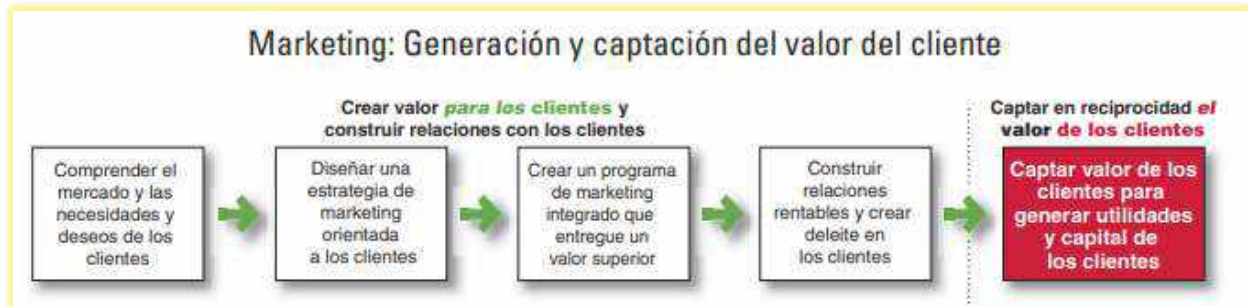 Marketing: Generación y captación del valor del cliente
Crear valor para los clientes y
construir relaciones con los clientes
Captar en reciprocidad el
valor de los clientes
Comprender el
mercado y las
necesidades y
deseos de los
clientes
Diseñar una
estrategia de
marketing
orientada
a los clientes
Crear un programa
de marketing
integrado que
entregue un
valor superior
Construir
relaciones
rentables y crear
deleite en
los clientes
Captar valor de los
clientes para
generar utilidades
y capital de
los clientes